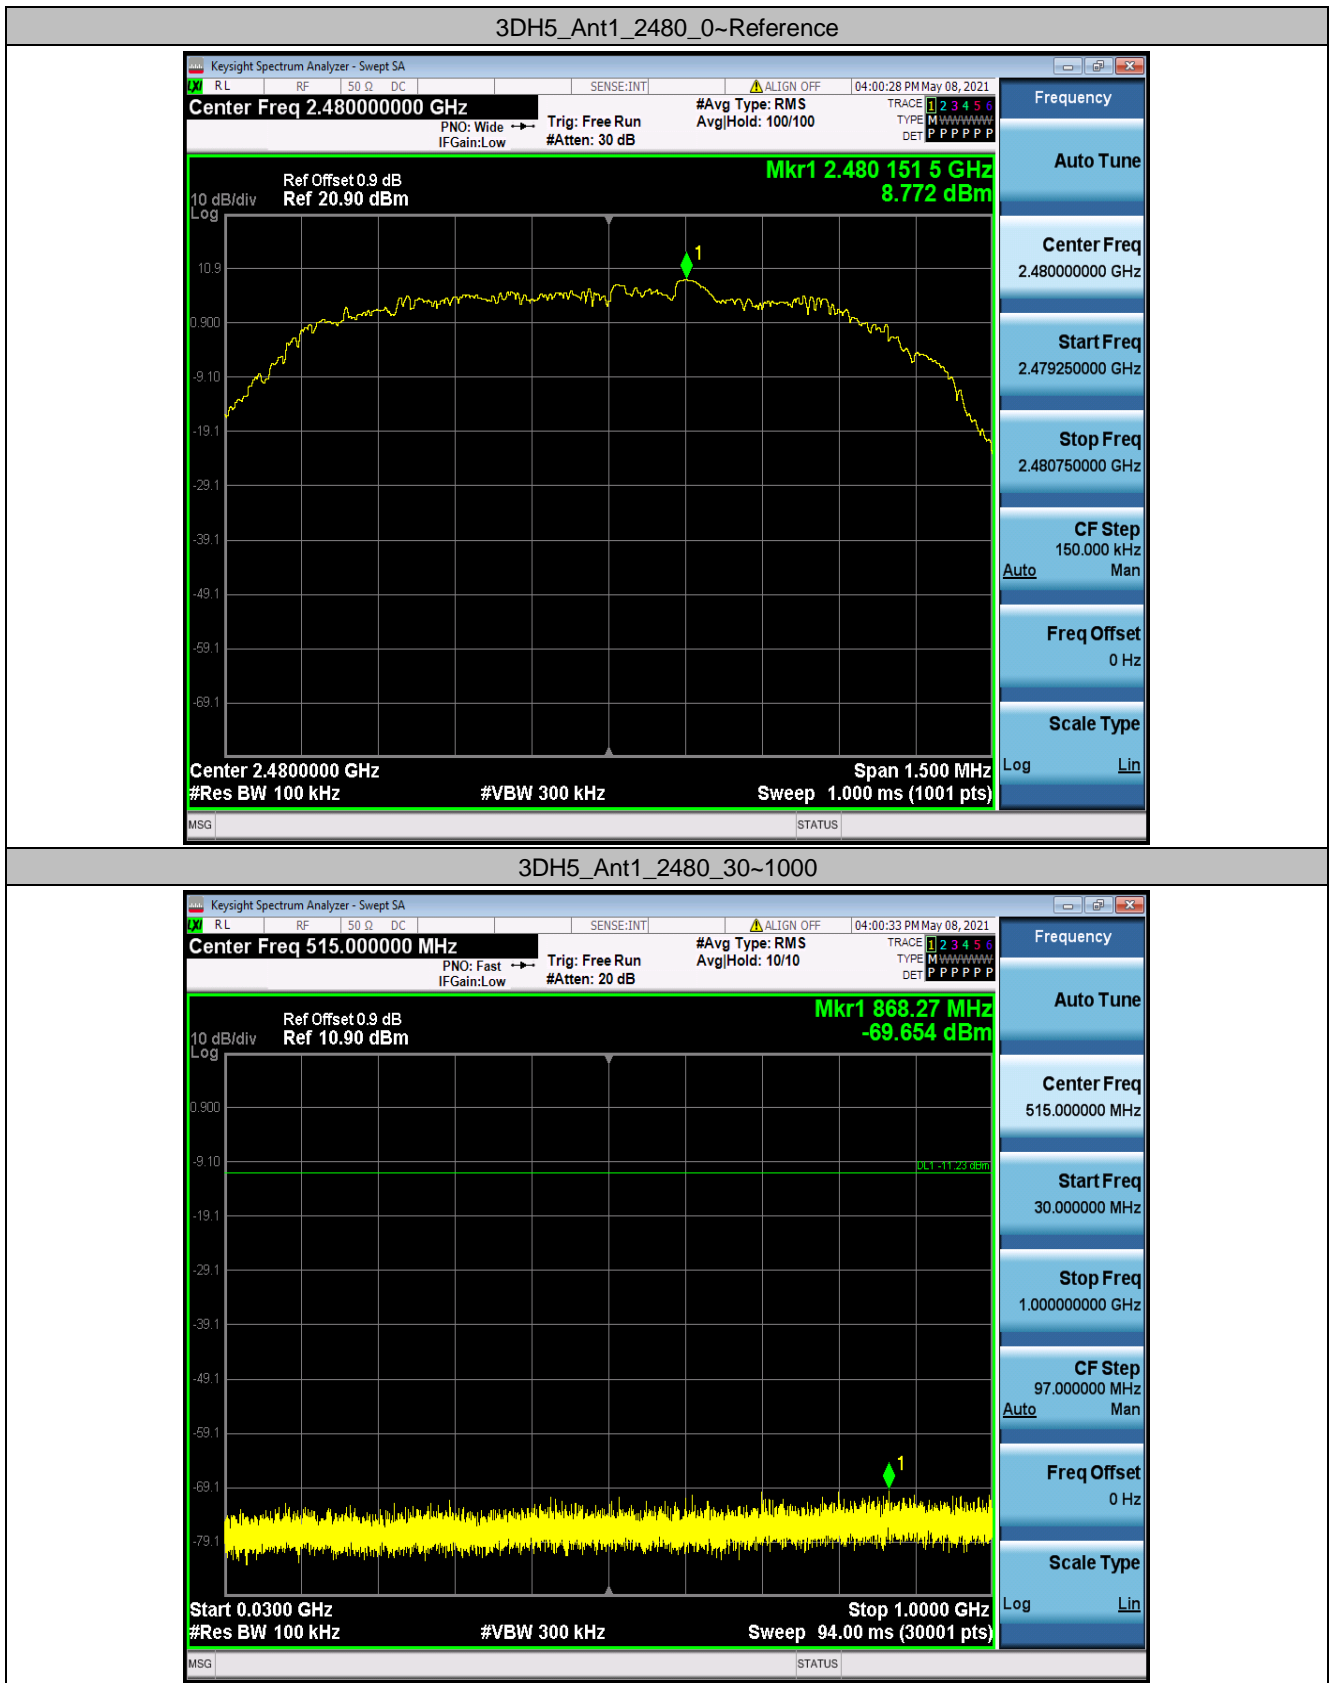 3DH5_Ant1_2480_0~Reference
Keysight Spectrum Analyzer - Swept SA
LXI RL RF 50 Ω DC SENSE:INT ALIGN OFF 04:00:28 PM May 08, 2021
Center Freq 2.480000000 GHz
PNO: Wide
IFGain:Low
Trig: Free Run
#Atten: 30 dB
#Avg Type: RMS
Avg|Hold: 100/100
TRACE 1 2 3 4 5 6
TYPE M WWWWW
DET P P P P P P
Ref Offset 0.9 dB
10 dB/div Ref 20.90 dBm
Log
Mkr1 2.480 151 5 GHz
8.772 dBm
1
10.9
0.900
-9.10
-19.1
-29.1
-39.1
-49.1
-59.1
-69.1
Center 2.4800000 GHz Span 1.500 MHz
#Res BW 100 kHz #VBW 300 kHz Sweep 1.000 ms (1001 pts)
MSG STATUS
Frequency
Auto Tune
Center Freq
2.480000000 GHz
Start Freq
2.479250000 GHz
Stop Freq
2.480750000 GHz
CF Step
150.000 kHz
Auto Man
Freq Offset
0 Hz
Scale Type
Log Lin
3DH5_Ant1_2480_30~1000
Keysight Spectrum Analyzer - Swept SA
LXI RL RF 50 Ω DC SENSE:INT ALIGN OFF 04:00:33 PM May 08, 2021
Center Freq 515.000000 MHz
PNO: Fast
IFGain:Low
Trig: Free Run
#Atten: 20 dB
#Avg Type: RMS
Avg|Hold: 10/10
TRACE 1 2 3 4 5 6
TYPE M WWWWW
DET P P P P P P
Ref Offset 0.9 dB
10 dB/div Ref 10.90 dBm
Log
Mkr1 868.27 MHz
-69.654 dBm
0.900
-9.10
DL1 -11.23 dBm
-19.1
-29.1
-39.1
-49.1
-59.1
1
-69.1
-79.1
Start 0.0300 GHz Stop 1.0000 GHz
#Res BW 100 kHz #VBW 300 kHz Sweep 94.00 ms (30001 pts)
MSG STATUS
Frequency
Auto Tune
Center Freq
515.000000 MHz
Start Freq
30.000000 MHz
Stop Freq
1.000000000 GHz
CF Step
97.000000 MHz
Auto Man
Freq Offset
0 Hz
Scale Type
Log Lin